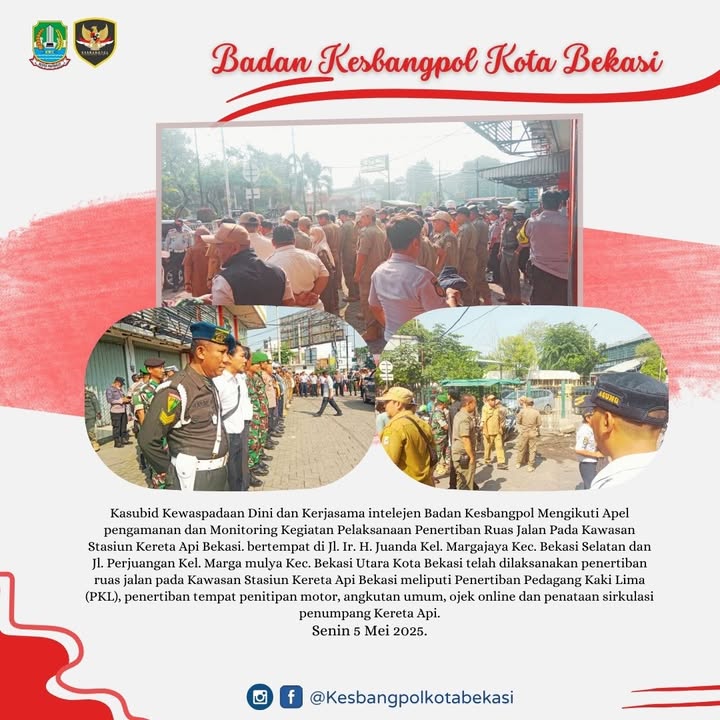 Badan Kesbangpol Kota Bekasi
Kasubid Kewaspadaan Dini dan Kerjasama intelejen Badan Kesbangpol Mengikuti Apel
pengamanan dan Monitoring Kegiatan Pelaksanaan Penertiban Ruas Jalan Pada Kawasan
Stasiun Kereta Api Bekasi. bertempat di Jl. Ir. H. Juanda Kel. Margajaya Kec. Bekasi Selatan dan
Jl. Perjuangan Kel. Marga mulya Kec. Bekasi Utara Kota Bekasi telah dilaksanakan penertiban
ruas jalan pada Kawasan Stasiun Kereta Api Bekasi meliputi Penertiban Pedagang Kaki Lima
(PKL), penertiban tempat penitipan motor, angkutan umum, ojek online dan penataan sirkulasi
penumpang Kereta Api.
Senin 5 Mei 2025.
@Kesbangpolkotabekasi